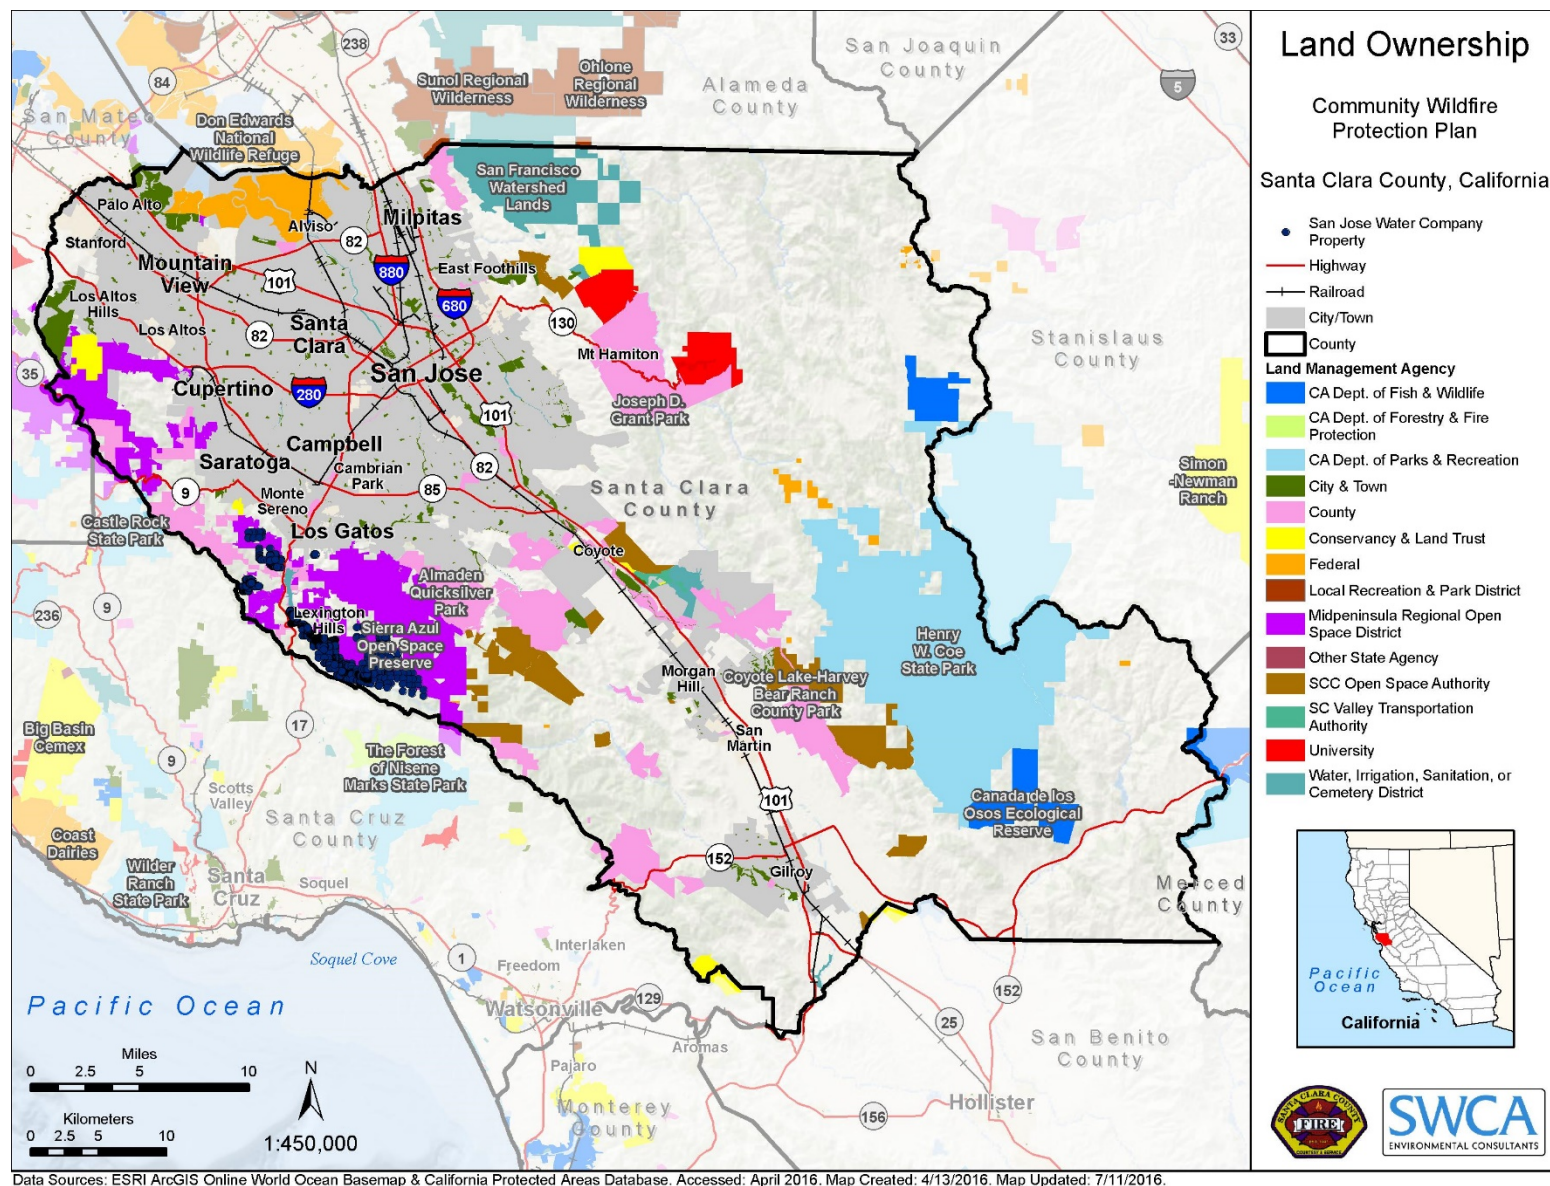 Land Ownership
Community Wildfire
Protection Plan
Santa Clara County, California
San Jose Water Company
Property
Highway
Railroad
City/Town
County
Land Management Agency
CA Dept. of Fish & Wildlife
CA Dept. of Forestry & Fire
Protection
CA Dept. of Parks & Recreation
City & Town
County
Conservancy & Land Trust
Federal
Local Recreation & Park District
Midpeninsula Regional Open
Space District
Other State Agency
SCC Open Space Authority
SC Valley Transportation
Authority
University
Water, Irrigation, Sanitation, or
Cemetery District
Pacific
Ocean
California
SANTA CLARA COUNTY
FIRE
COURTESY & SERVICE
SWCA
ENVIRONMENTAL CONSULTANTS
238
San Joaquin
County
33
84
Sunol Regional
Wilderness
Ohlone
Regional
Wilderness
Alameda
County
5
San Mateo
County
Don Edwards
National
Wildlife Refuge
San Francisco
Watershed
Lands
Palo Alto
Alviso
Milpitas
Stanford
82
Mountain
View
101
880
East Foothills
680
Los Altos
Hills
Los Altos
82
Santa
Clara
130
Mt Hamiton
Stanislaus
County
35
Cupertino
280
San Jose
101
Joseph D.
Grant Park
Campbell
Saratoga
Cambrian
Park
82
9
Monte
Sereno
85
Santa Clara
County
Simon
-Newman
Ranch
Castle Rock
State Park
Los Gatos
Coyote
Almaden
Quicksilver
Park
236
9
Lexington
Hills
Sierra Azul
Open Space
Preserve
Henry
W. Coe
State Park
Morgan
Hill
Coyote Lake-Harvey
Bear Ranch
County Park
Big Basin
Cemex
17
9
The Forest
of Nisene
Marks State Park
San
Martin
Scotts
Valley
101
Canada de los
Osos Ecological
Reserve
Santa Cruz
County
Coast
Dairies
Wilder
Ranch
State Park
Santa
Cruz
Soquel
152
Gilroy
Merced
County
Interlaken
Soquel Cove
1
Freedom
Pacific Ocean
Watsonville
129
152
25
Aromas
San Benito
County
Pajaro
Monterey
County
156
Hollister
Miles
0 2.5 5 10
Kilometers
0 2.5 5 10
N
1:450,000
Data Sources: ESRI ArcGIS Online World Ocean Basemap & California Protected Areas Database. Accessed: April 2016. Map Created: 4/13/2016. Map Updated: 7/11/2016.